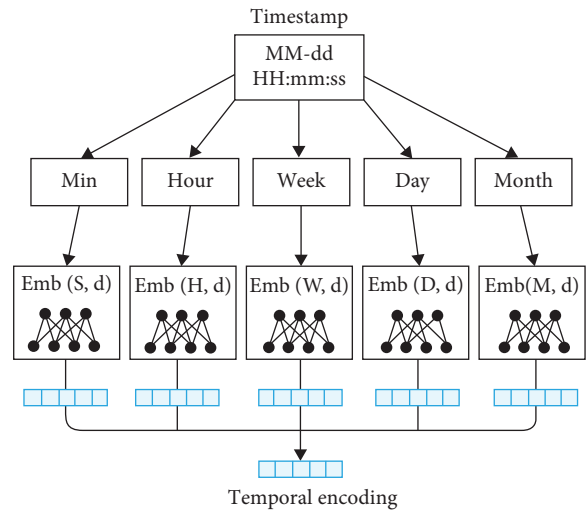 Timestamp
MM-dd
HH:mm:ss
Min
Hour
Week
Day
Month
Emb (S, d)
Emb (H, d)
Emb (W, d)
Emb (D, d)
Emb(M, d)
Temporal encoding